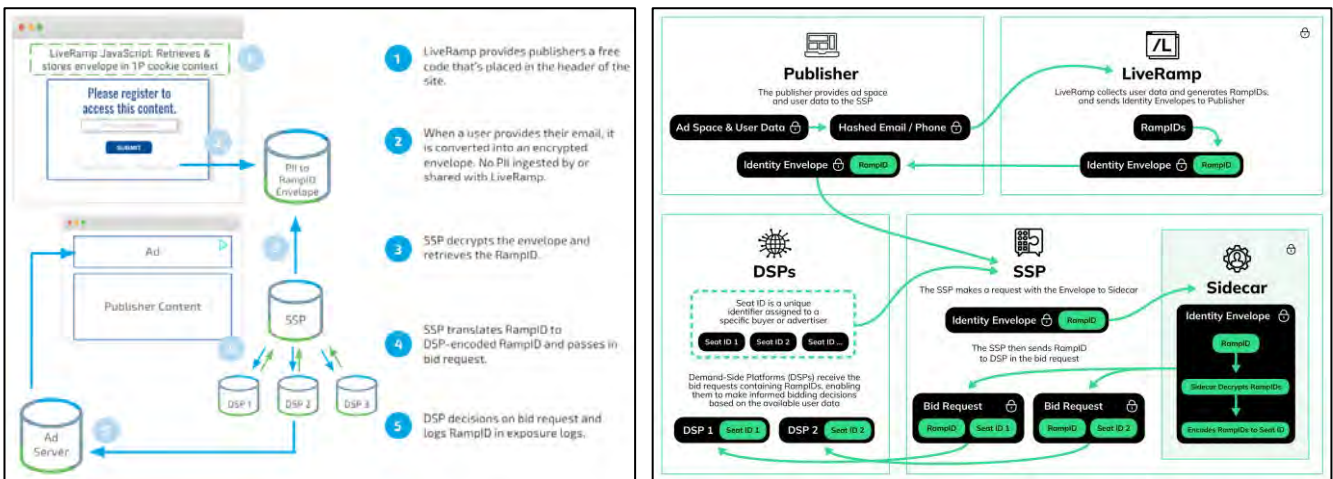 LiveRamp JavaScript: Retrieves &
stores envelope in 1P cookie context
Please register to
access this content.
SUBMIT
PII to
RampID
Envelope
Ad
Publisher Content
SSP
DSP 1
DSP 2
DSP 3
Ad
Server
1
LiveRamp provides publishers a free
code that's placed in the header of the
site.
2
When a user provides their email, it
is converted into an encrypted
envelope. No PII ingested by or
shared with LiveRamp.
3
SSP decrypts the envelope and
retrieves the RampID.
4
SSP translates RampID to
DSP-encoded RampID and passes in
bid request.
5
DSP decisions on bid request and
logs RampID in exposure logs.
Publisher
The publisher provides ad space
and user data to the SSP
Ad Space & User Data
Hashed Email / Phone
Identity Envelope
RampID
/L
LiveRamp
LiveRamp collects user data and generates RampIDs,
and sends Identity Envelopes to Publisher
RampIDs
Identity Envelope
RampID
DSPs
Seat ID is a unique
identifier assigned to a
specific buyer or advertiser
Seat ID 1
Seat ID 2
Seat ID ...
Demand-Side Platforms (DSPs) receive the
bid requests containing RampIDs, enabling
them to make informed bidding decisions
based on the available user data
DSP 1
Seat ID 1
DSP 2
Seat ID 2
SSP
The SSP makes a request with the Envelope to Sidecar
Identity Envelope
RampID
The SSP then sends RampID
to DSP in the bid request
Bid Request
RampID
Seat ID 1
Bid Request
RampID
Seat ID 2
Sidecar
Identity Envelope
RampID
Sidecar Decrypts RampIDs
Encodes RampIDs to Seat ID